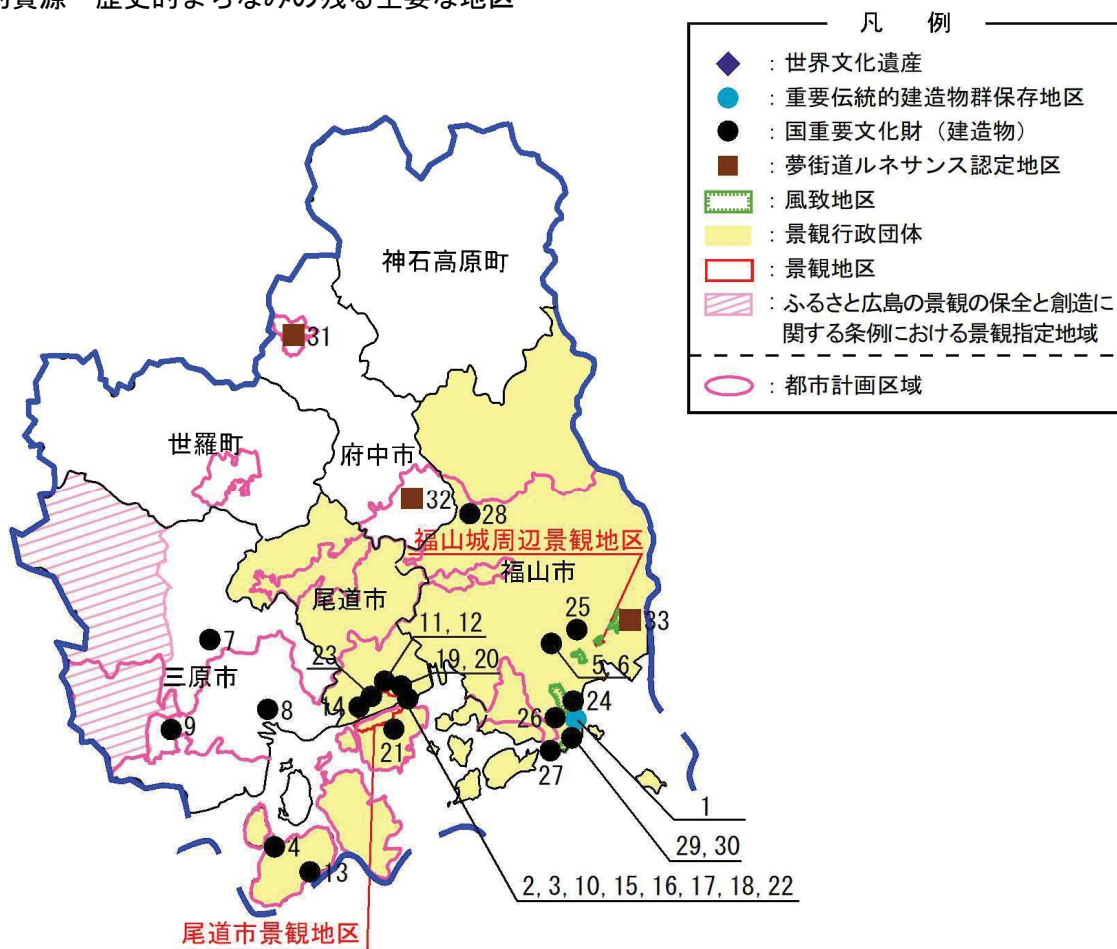 的資源 歴史的まちなみの残る主要な地区
凡 例
: 世界文化遺産
: 重要伝統的建造物群保存地区
: 国重要文化財（建造物）
: 夢街道ルネサンス認定地区
: 風致地区
: 景観行政団体
: 景観地区
: ふるさと広島の景観の保全と創造に
関する条例における景観指定地域
: 都市計画区域
神石高原町
31
世羅町
府中市
32
28
福山城周辺景観地区
福山市
尾道市
11, 12
25
33
23
19, 20
5, 6
7
三原市
14
24
8
26
9
21
27
1
29, 30
4
13
2, 3, 10, 15, 16, 17, 18, 22
尾道市景観地区